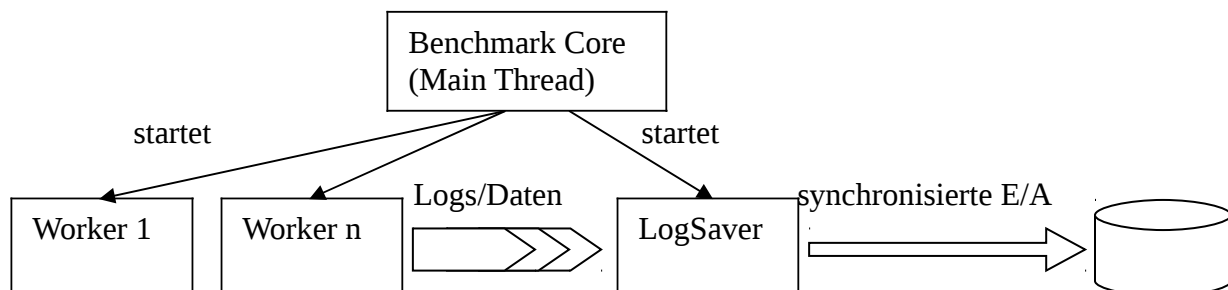 Benchmark Core
(Main Thread)
startet
startet
Logs/Daten
synchronisierte E/A
Worker 1
Worker n
LogSaver